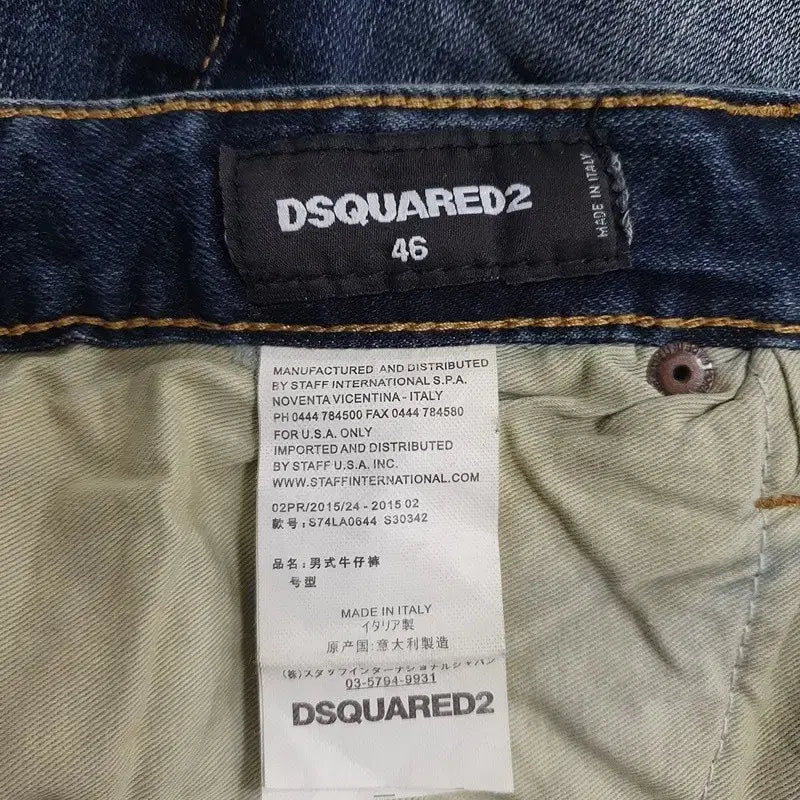 DSQUARED2
46
MADE IN ITALY
MANUFACTURED AND DISTRIBUTED
BY STAFF INTERNATIONAL S.P.A.
NOVENTA VICENTINA - ITALY
PH 0444 784500 FAX 0444 784580
FOR U.S.A. ONLY
IMPORTED AND DISTRIBUTED
BY STAFF U.S.A. INC.
WWW.STAFFINTERNATIONAL.COM
02PR/2015/24 - 2015 02
款号: S74LA0644 S30342
品名: 男式牛仔裤
号型
MADE IN ITALY
イタリア製
原产国:意大利製造
(株)スタッフインターナショナルジャパン
03-5794-9931
DSQUARED2